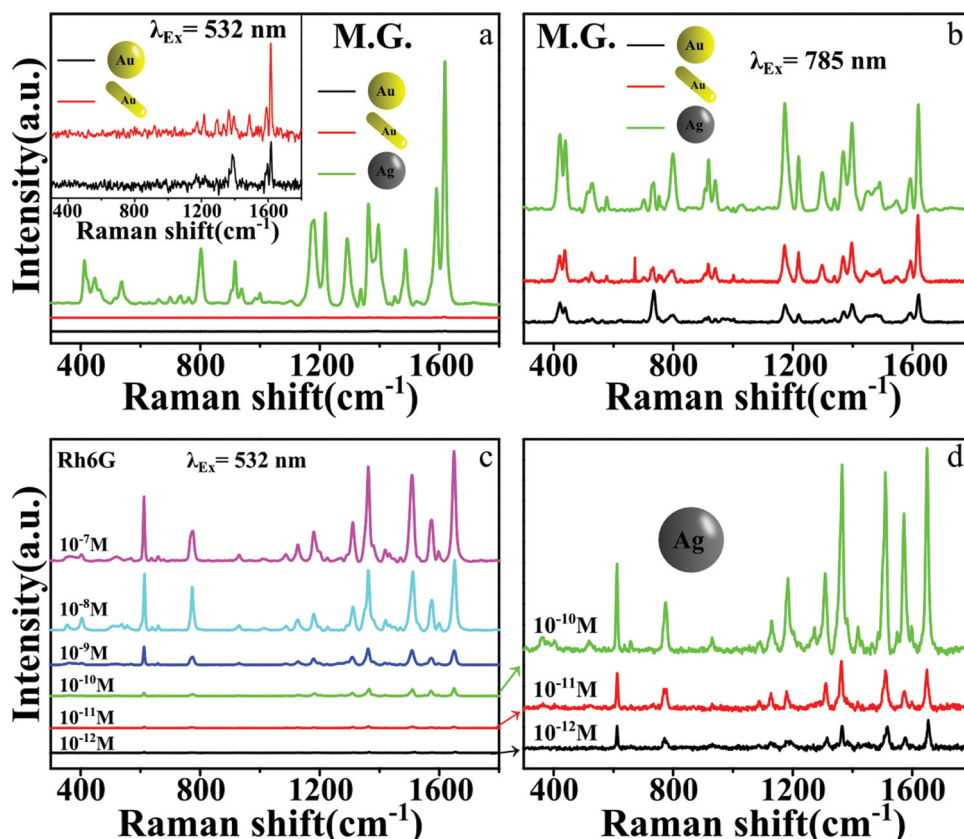 λEx= 532 nm
M.G.
a
Au
Au
400 800 1200 1600
Raman shift(cm-1)
Au
Au
Ag
Intensity(a.u.)
400 800 1200 1600
Raman shift(cm-1)
M.G.
b
Au
Au
Ag
λEx= 785 nm
400 800 1200 1600
Raman shift(cm-1)
Rh6G
λEx= 532 nm
c
10-7M
10-8M
10-9M
10-10M
10-11M
10-12M
Intensity(a.u.)
400 800 1200 1600
Raman shift(cm-1)
d
Ag
10-10M
10-11M
10-12M
400 800 1200 1600
Raman shift(cm-1)